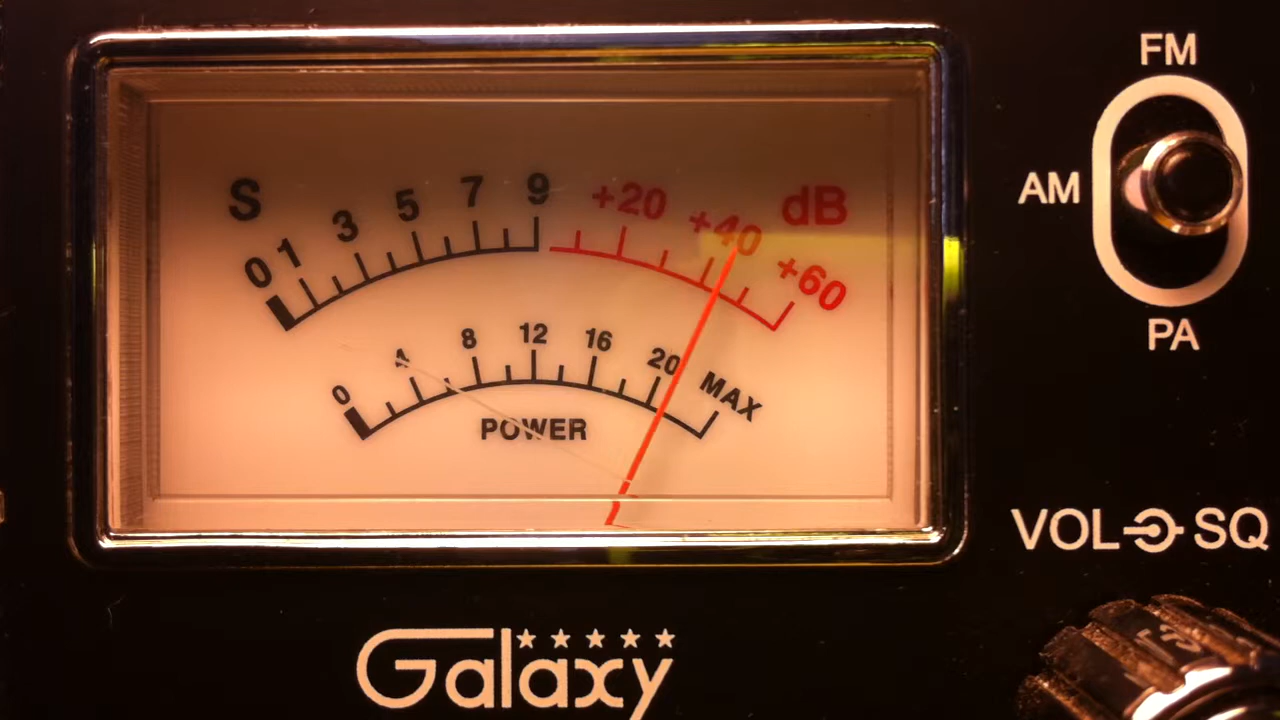 FM
S 0 1 3 5 7 9 +20 +40 +60 dB
AM
0 4 8 12 16 20 MAX
PA
POWER
VOL SQ
Galaxy